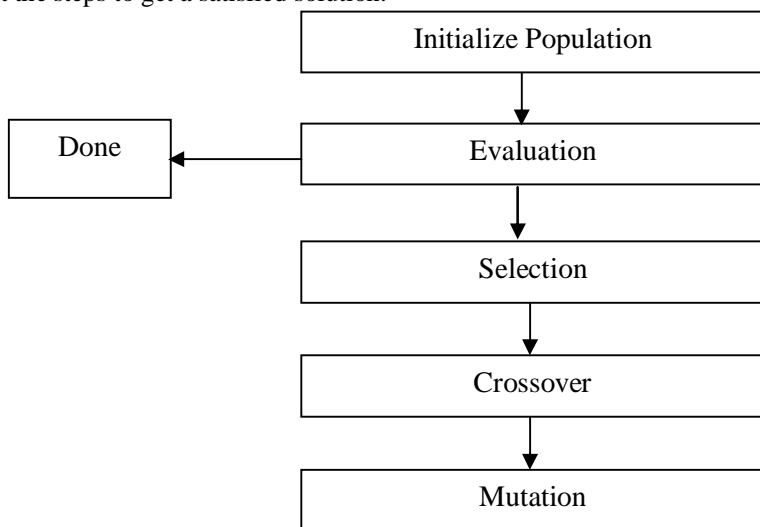 the steps to get a satisfied solution.
Initialize Population
Done
Evaluation
Selection
Crossover
Mutation